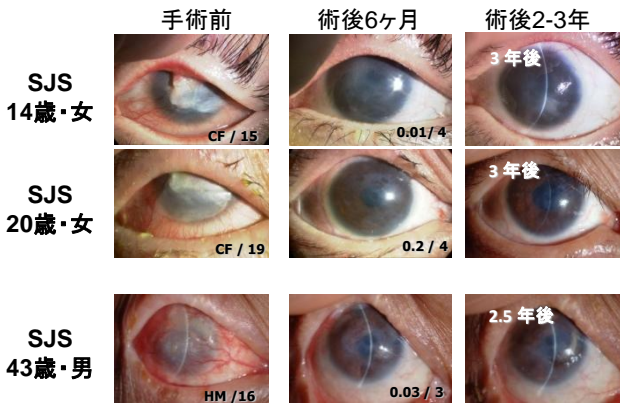 手術前 術後6ヶ月 術後2-3年
SJS
14歳・女
CF / 15
0.01/ 4
3 年後
SJS
20歳・女
CF / 19
0.2 / 4
3 年後
SJS
43歳・男
HM /16
0.03 / 3
2.5 年後